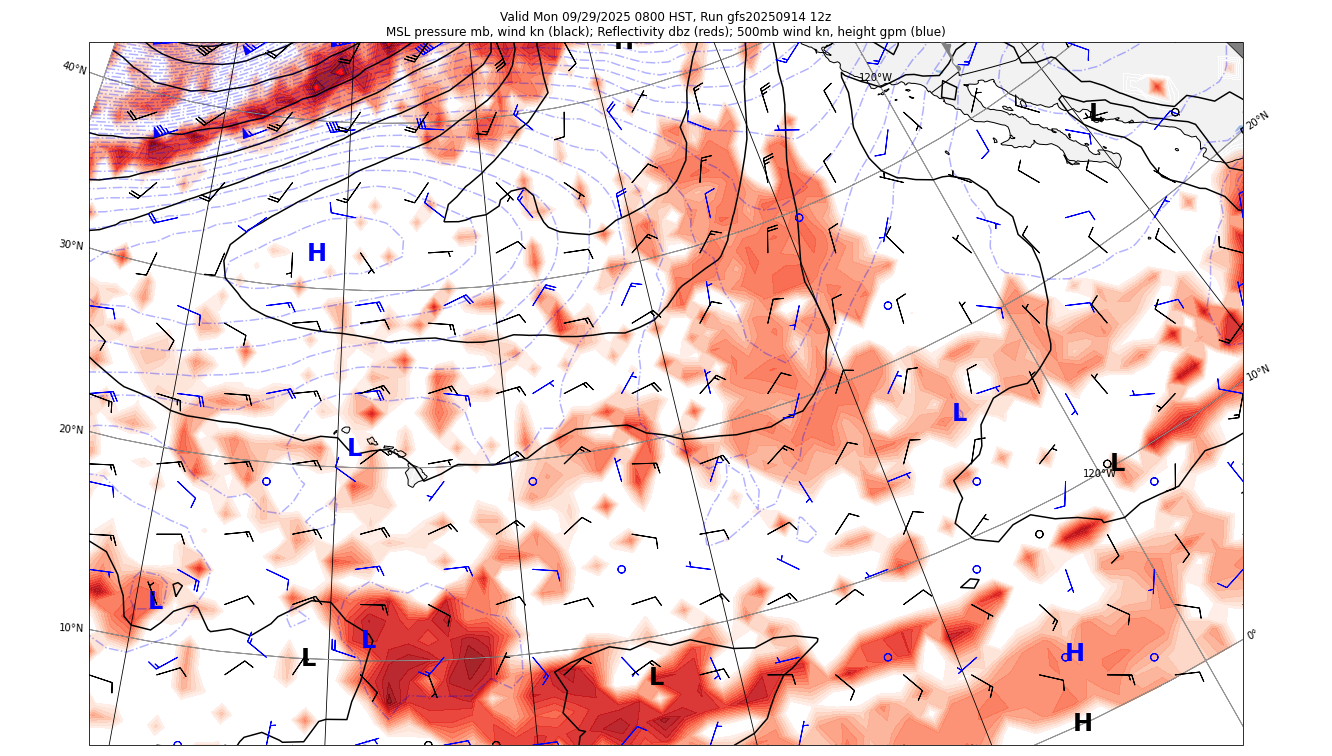 Valid Mon 09/29/2025 0800 HST, Run gfs20250914 12z
MSL pressure mb, wind kn (black); Reflectivity dbz (reds); 500mb wind kn, height gpm (blue)
H
40°N
120°W
L
20°N
30°N
H
10°N
L
20°N
L
L
120°W
L
10°N
L
L
L
H
0°
L
H